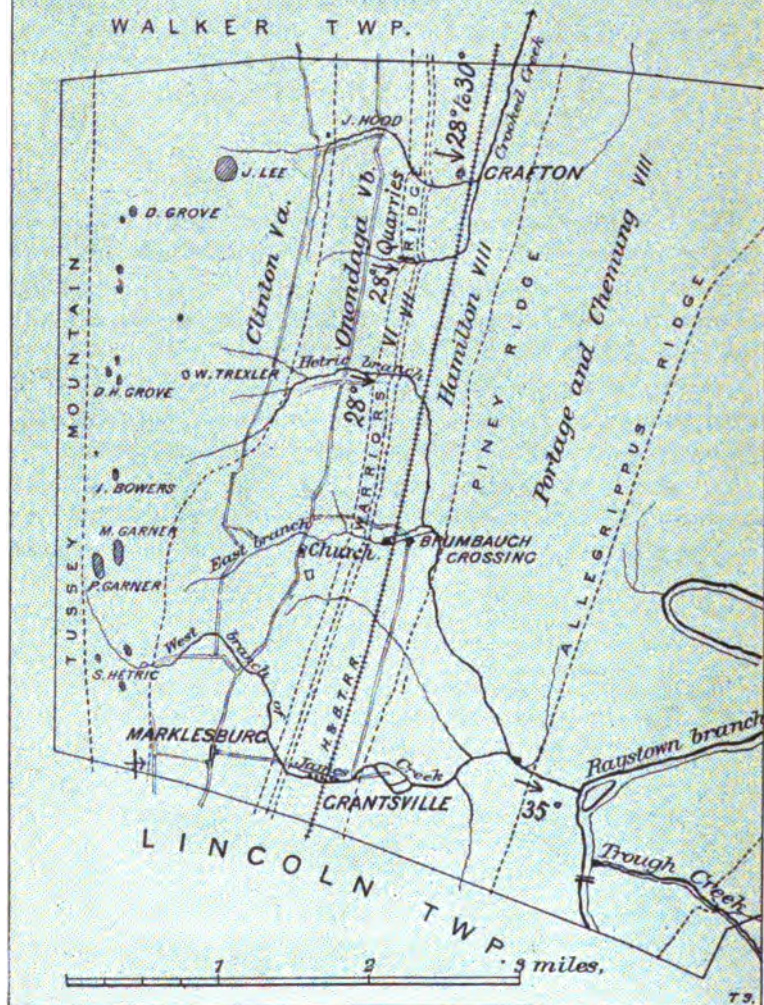 WALKER TWP.
J. HOOD
28° to 30°
Crooked Creek
J. LEE
GRAFTON
D. GROVE
Clinton Va.
Onondaga Vb.
28° Quarries
WARRIORS RIDGE
VI VII
Hamilton VIII
PINEY RIDGE
Portage and Chemung VIII
ALLEGRIPPUS RIDGE
TUSSEY MOUNTAIN
Hetric branch
W. TREXLER
D. H. GROVE
28°
I. BOWERS
M. GARNER
P. GARNER
East branch
Church
BRUMBAUGH
CROSSING
West branch of
James Creek
S. HETRIC
H. & B. T. R. R.
MARKLESBURG
GRANTSVILLE
35°
Raystown branch
Trough Creek
LINCOLN TWP.
1 2 3 miles,